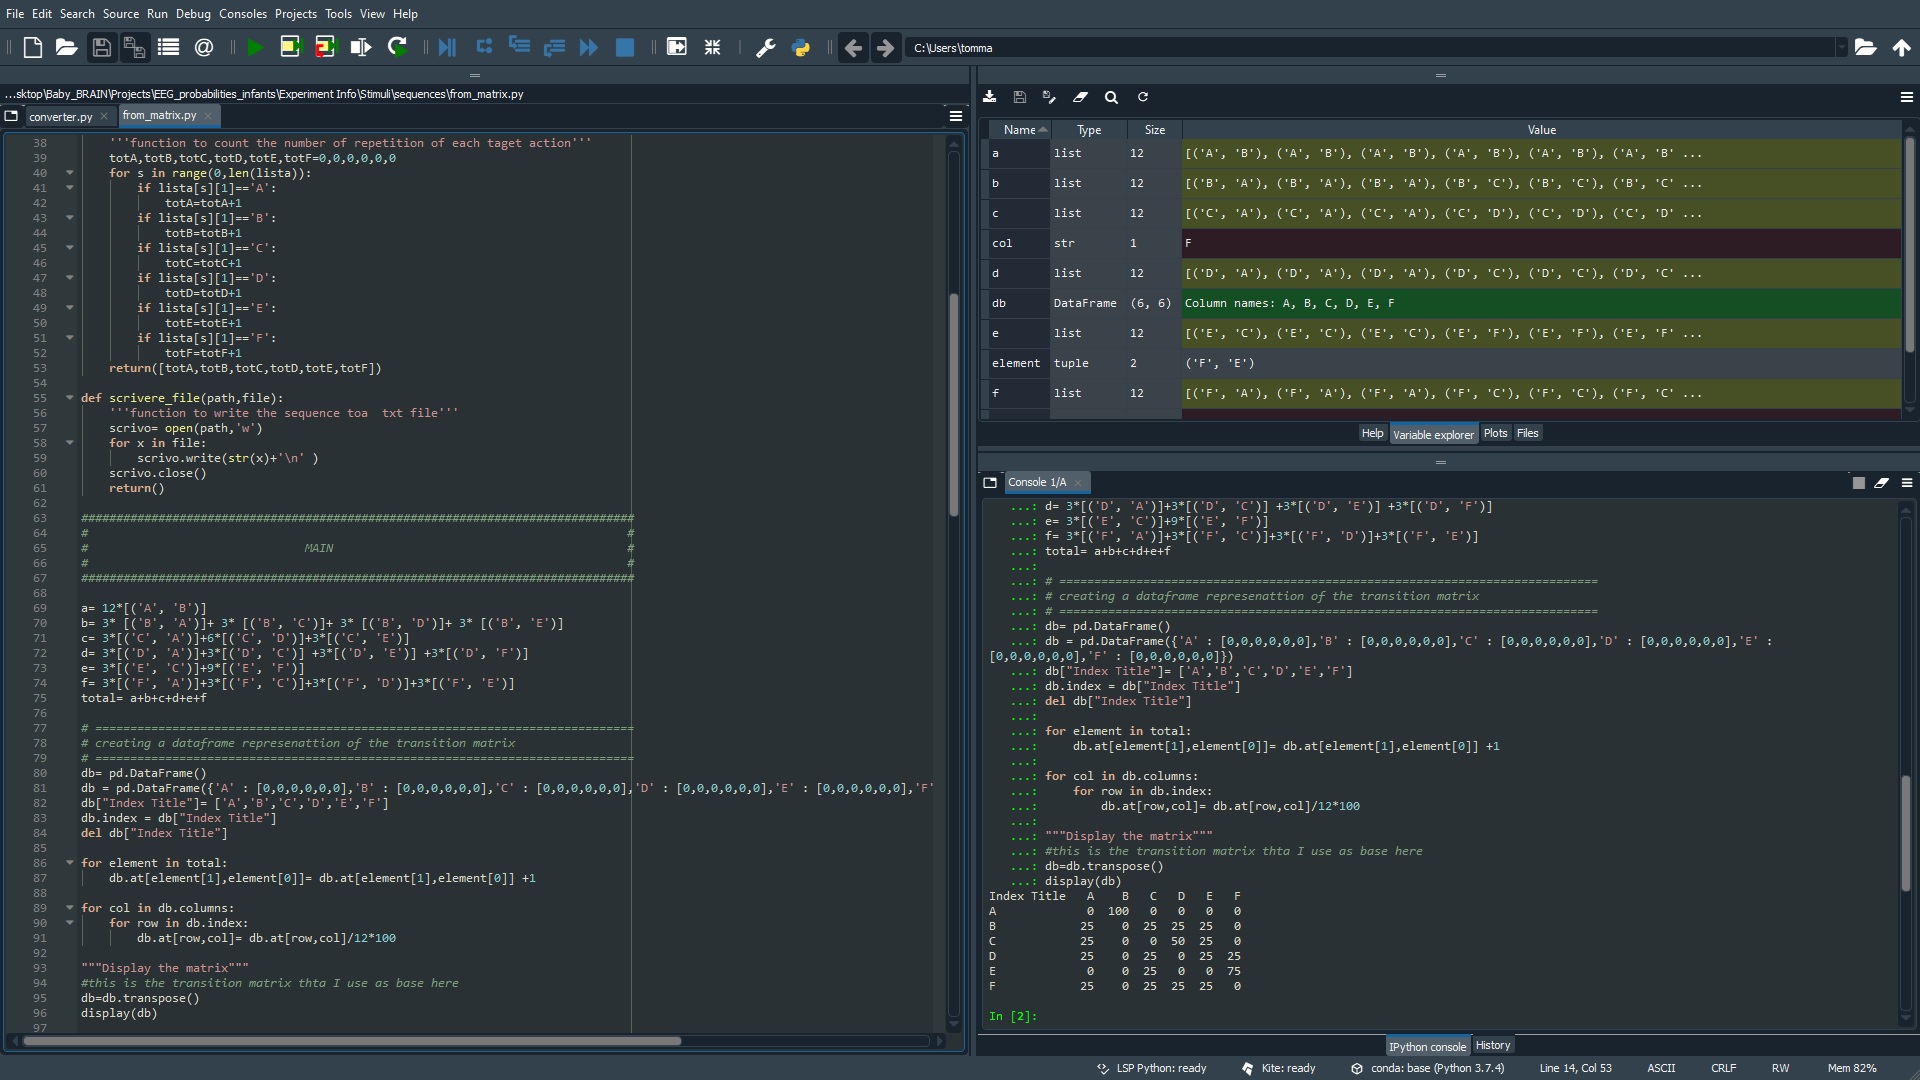 File Edit Search Source Run Debug Consoles Projects Tools View Help
C:\Users\tomma
...sktop\Baby_BRAIN\Projects\EEG_probabilities_infants\Experiment Info\Stimuli\sequences\from_matrix.py
converter.py from_matrix.py
38 '''function to count the number of repetition of each taget action'''
39 totA,totB,totC,totD,totE,totF=0,0,0,0,0,0
40 for s in range(0,len(lista)):
41 if lista[s][1]=='A':
42 totA=totA+1
43 if lista[s][1]=='B':
44 totB=totB+1
45 if lista[s][1]=='C':
46 totC=totC+1
47 if lista[s][1]=='D':
48 totD=totD+1
49 if lista[s][1]=='E':
50 totE=totE+1
51 if lista[s][1]=='F':
52 totF=totF+1
53 return([totA,totB,totC,totD,totE,totF])
54
55 def scrivere_file(path,file):
56 '''function to write the sequence toa  txt file'''
57 scrivo= open(path,'w')
58 for x in file:
59 scrivo.write(str(x)+'\n' )
60 scrivo.close()
61 return()
62
63 ###############################################################################
64 # #
65 # MAIN #
66 # #
67 ###############################################################################
68
69 a= 12*[('A', 'B')]
70 b= 3* [('B', 'A')]+ 3* [('B', 'C')]+ 3* [('B', 'D')]+ 3* [('B', 'E')]
71 c= 3*[('C', 'A')]+6*[('C', 'D')]+3*[('C', 'E')]
72 d= 3*[('D', 'A')]+3*[('D', 'C')] +3*[('D', 'E')] +3*[('D', 'F')]
73 e= 3*[('E', 'C')]+9*[('E', 'F')]
74 f= 3*[('F', 'A')]+3*[('F', 'C')]+3*[('F', 'D')]+3*[('F', 'E')]
75 total= a+b+c+d+e+f
76
77 # =============================================================================
78 # creating a dataframe represenattion of the transition matrix
79 # =============================================================================
80 db= pd.DataFrame()
81 db = pd.DataFrame({'A' : [0,0,0,0,0,0],'B' : [0,0,0,0,0,0],'C' : [0,0,0,0,0,0],'D' : [0,0,0,0,0,0],'E' : [0,0,0,0,0,0],'F'
82 db["Index Title"]= ['A','B','C','D','E','F']
83 db.index = db["Index Title"]
84 del db["Index Title"]
85
86 for element in total:
87 db.at[element[1],element[0]]= db.at[element[1],element[0]] +1
88
89 for col in db.columns:
90 for row in db.index:
91 db.at[row,col]= db.at[row,col]/12*100
92
93 """Display the matrix"""
94 #this is the transition matrix thta I use as base here
95 db=db.transpose()
96 display(db)
97
Name Type Size Value
a list 12 [('A', 'B'), ('A', 'B'), ('A', 'B'), ('A', 'B'), ('A', 'B'), ('A', 'B' ...
b list 12 [('B', 'A'), ('B', 'A'), ('B', 'A'), ('B', 'C'), ('B', 'C'), ('B', 'C' ...
c list 12 [('C', 'A'), ('C', 'A'), ('C', 'A'), ('C', 'D'), ('C', 'D'), ('C', 'D' ...
col str 1 F
d list 12 [('D', 'A'), ('D', 'A'), ('D', 'A'), ('D', 'C'), ('D', 'C'), ('D', 'C' ...
db DataFrame (6, 6) Column names: A, B, C, D, E, F
e list 12 [('E', 'C'), ('E', 'C'), ('E', 'C'), ('E', 'F'), ('E', 'F'), ('E', 'F' ...
element tuple 2 ('F', 'E')
f list 12 [('F', 'A'), ('F', 'A'), ('F', 'A'), ('F', 'C'), ('F', 'C'), ('F', 'C' ...
Help Variable explorer Plots Files
Console 1/A
...: d= 3*[('D', 'A')]+3*[('D', 'C')] +3*[('D', 'E')] +3*[('D', 'F')]
...: e= 3*[('E', 'C')]+9*[('E', 'F')]
...: f= 3*[('F', 'A')]+3*[('F', 'C')]+3*[('F', 'D')]+3*[('F', 'E')]
...: total= a+b+c+d+e+f
...:
...: # =============================================================================
...: # creating a dataframe represenattion of the transition matrix
...: # =============================================================================
...: db= pd.DataFrame()
...: db = pd.DataFrame({'A' : [0,0,0,0,0,0],'B' : [0,0,0,0,0,0],'C' : [0,0,0,0,0,0],'D' : [0,0,0,0,0,0],'E' :
[0,0,0,0,0,0],'F' : [0,0,0,0,0,0]})
...: db["Index Title"]= ['A','B','C','D','E','F']
...: db.index = db["Index Title"]
...: del db["Index Title"]
...:
...: for element in total:
...: db.at[element[1],element[0]]= db.at[element[1],element[0]] +1
...:
...: for col in db.columns:
...: for row in db.index:
...: db.at[row,col]= db.at[row,col]/12*100
...:
...: """Display the matrix"""
...: #this is the transition matrix thta I use as base here
...: db=db.transpose()
...: display(db)
Index Title A B C D E F
A 0 100 0 0 0 0
B 25 0 25 25 25 0
C 25 0 0 50 25 0
D 25 0 25 0 25 25
E 0 0 25 0 0 75
F 25 0 25 25 25 0
In [2]:
IPython console History
LSP Python: ready Kite: ready conda: base (Python 3.7.4) Line 14, Col 53 ASCII CRLF RW Mem 82%